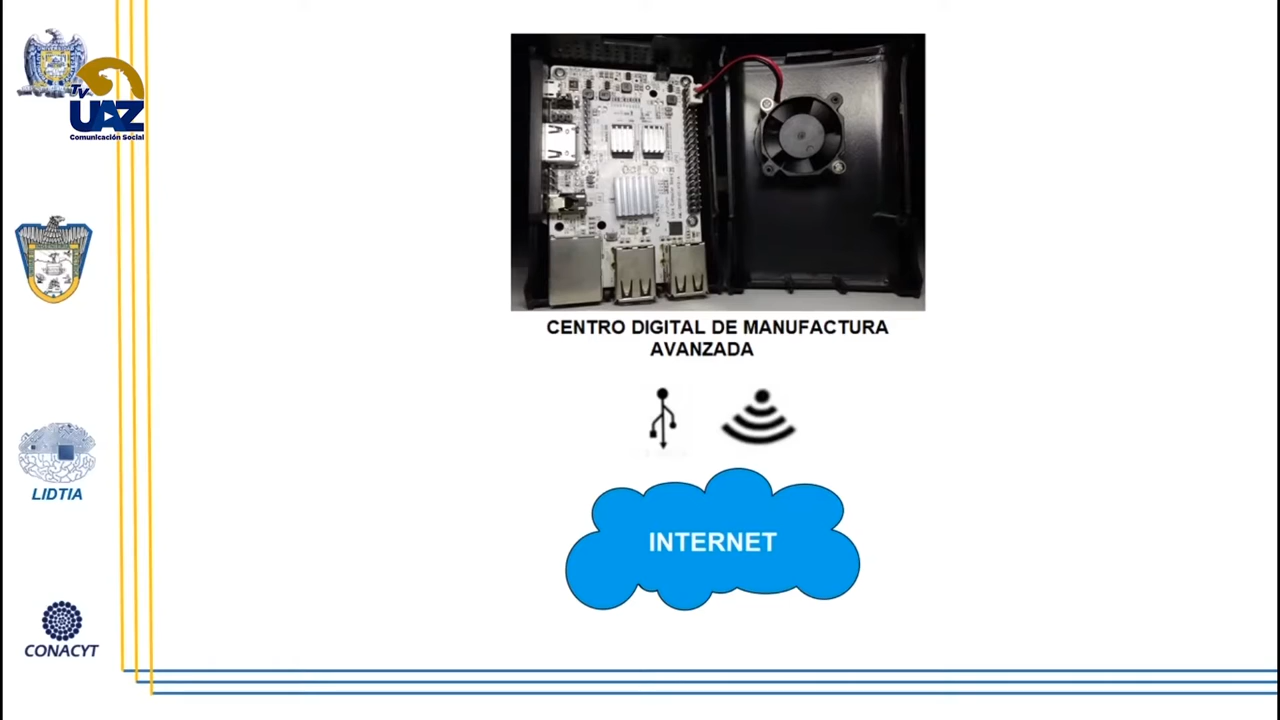 Tv
UAZ
Comunicación Social
LIDTIA
CONACYT
CENTRO DIGITAL DE MANUFACTURA
AVANZADA
INTERNET